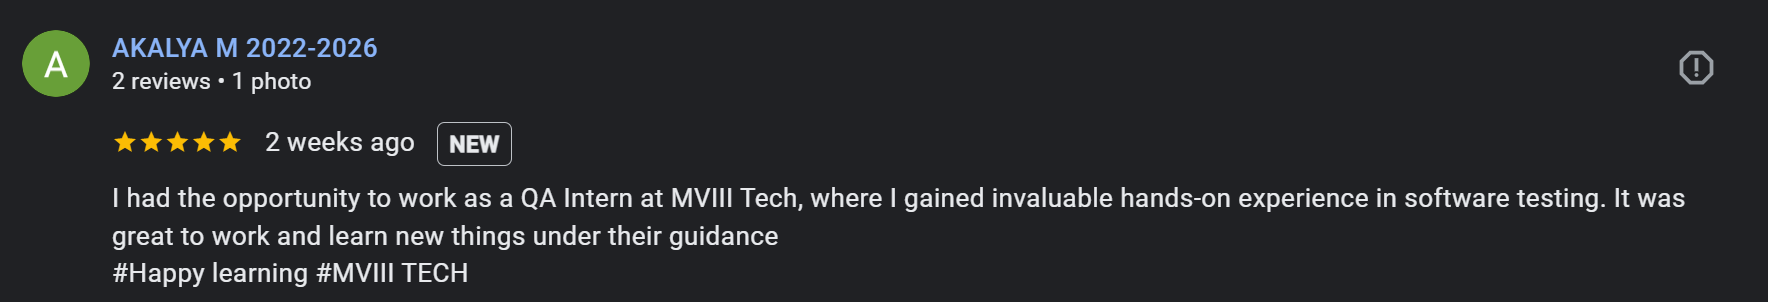 A
AKALYA M 2022-2026
2 reviews • 1 photo
2 weeks ago NEW
I had the opportunity to work as a QA Intern at MVIII Tech, where I gained invaluable hands-on experience in software testing. It was
great to work and learn new things under their guidance
#Happy learning #MVIII TECH